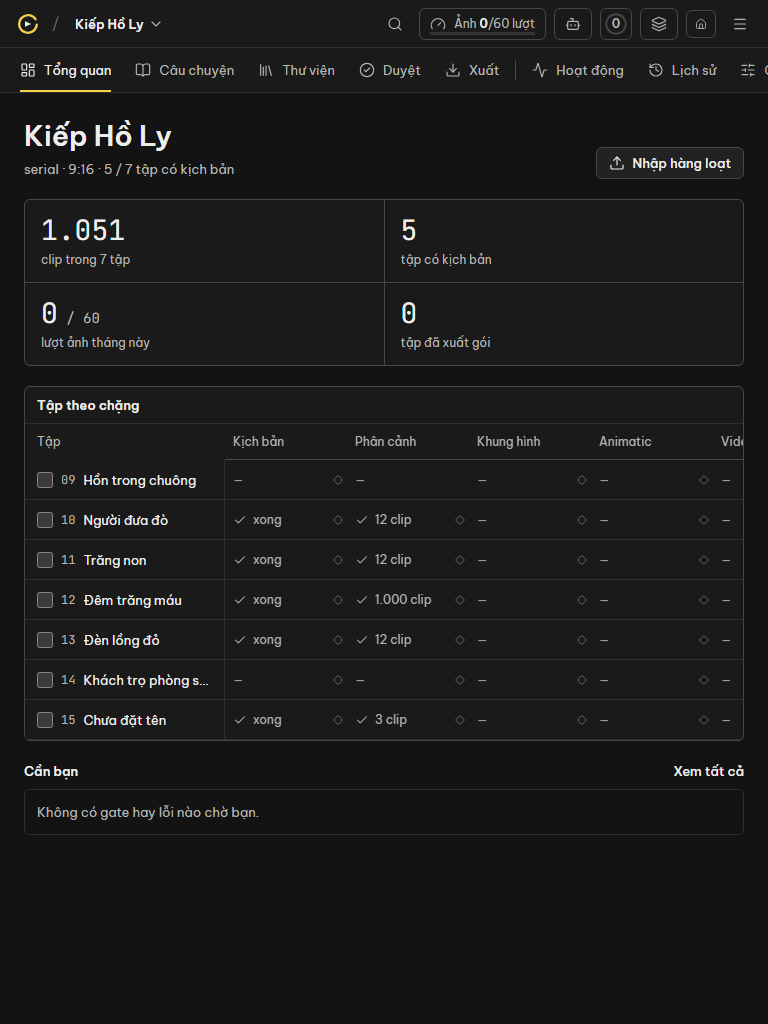 / Kiếp Hồ Ly Ảnh 0/60 lượt 0
Tổng quan Câu chuyện Thư viện Duyệt Xuất Hoạt động Lịch sử
Kiếp Hồ Ly
serial · 9:16 · 5 / 7 tập có kịch bản
Nhập hàng loạt
1.051 5
clip trong 7 tập tập có kịch bản
0 / 60 0
lượt ảnh tháng này tập đã xuất gói
Tập theo chặng
Tập Kịch bản Phân cảnh Khung hình Animatic Vide
09 Hồn trong chuông – – – – –
10 Người đưa đò xong 12 clip – – –
11 Trăng non xong 12 clip – – –
12 Đêm trăng máu xong 1.000 clip – – –
13 Đèn lồng đỏ xong 12 clip – – –
14 Khách trọ phòng s... – – – – –
15 Chưa đặt tên xong 3 clip – – –
Cần bạn Xem tất cả
Không có gate hay lỗi nào chờ bạn.